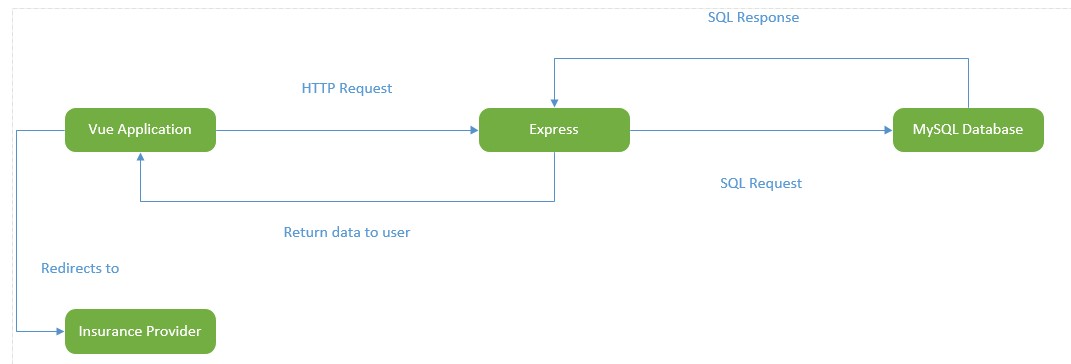 SQL Response
HTTP Request
Vue Application
Express
MySQL Database
SQL Request
Return data to user
Redirects to
Insurance Provider